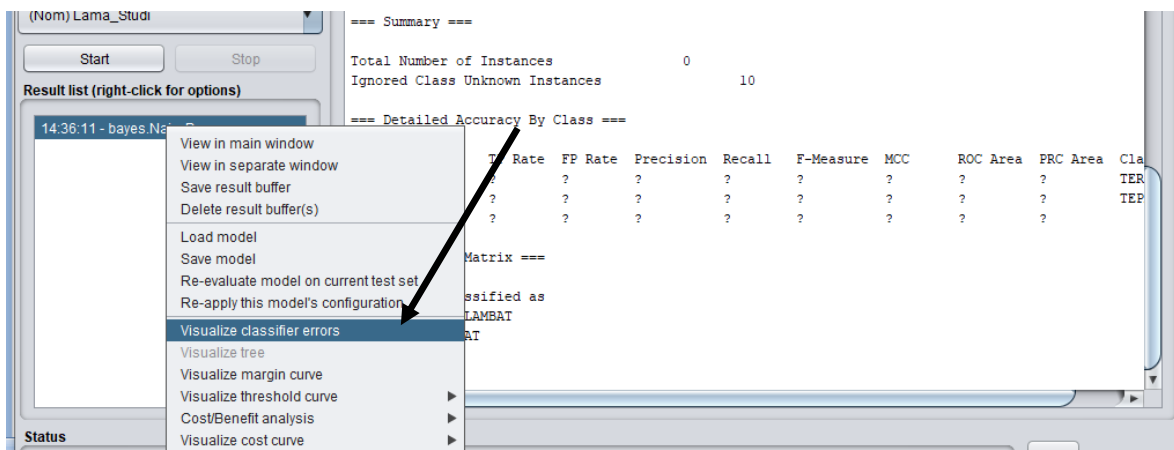 (Nom) Lama_Studi
Start Stop
Result list (right-click for options)
14:36:11 - bayes.Na
View in main window
View in separate window
Save result buffer
Delete result buffer(s)
Load model
Save model
Re-evaluate model on current test set
Re-apply this model's configuration
Visualize classifier errors
Visualize tree
Visualize margin curve
Visualize threshold curve
Cost/Benefit analysis
Visualize cost curve
Status
=== Summary ===
Total Number of Instances 0
Ignored Class Unknown Instances 10
=== Detailed Accuracy By Class ===
Rate FP Rate Precision Recall F-Measure MCC ROC Area PRC Area Cla
? ? ? ? ? ? ? ? TER
? ? ? ? ? ? ? ? TEP
? ? ? ? ? ? ? ?
Matrix ===
ssified as
LAMBAT
AT